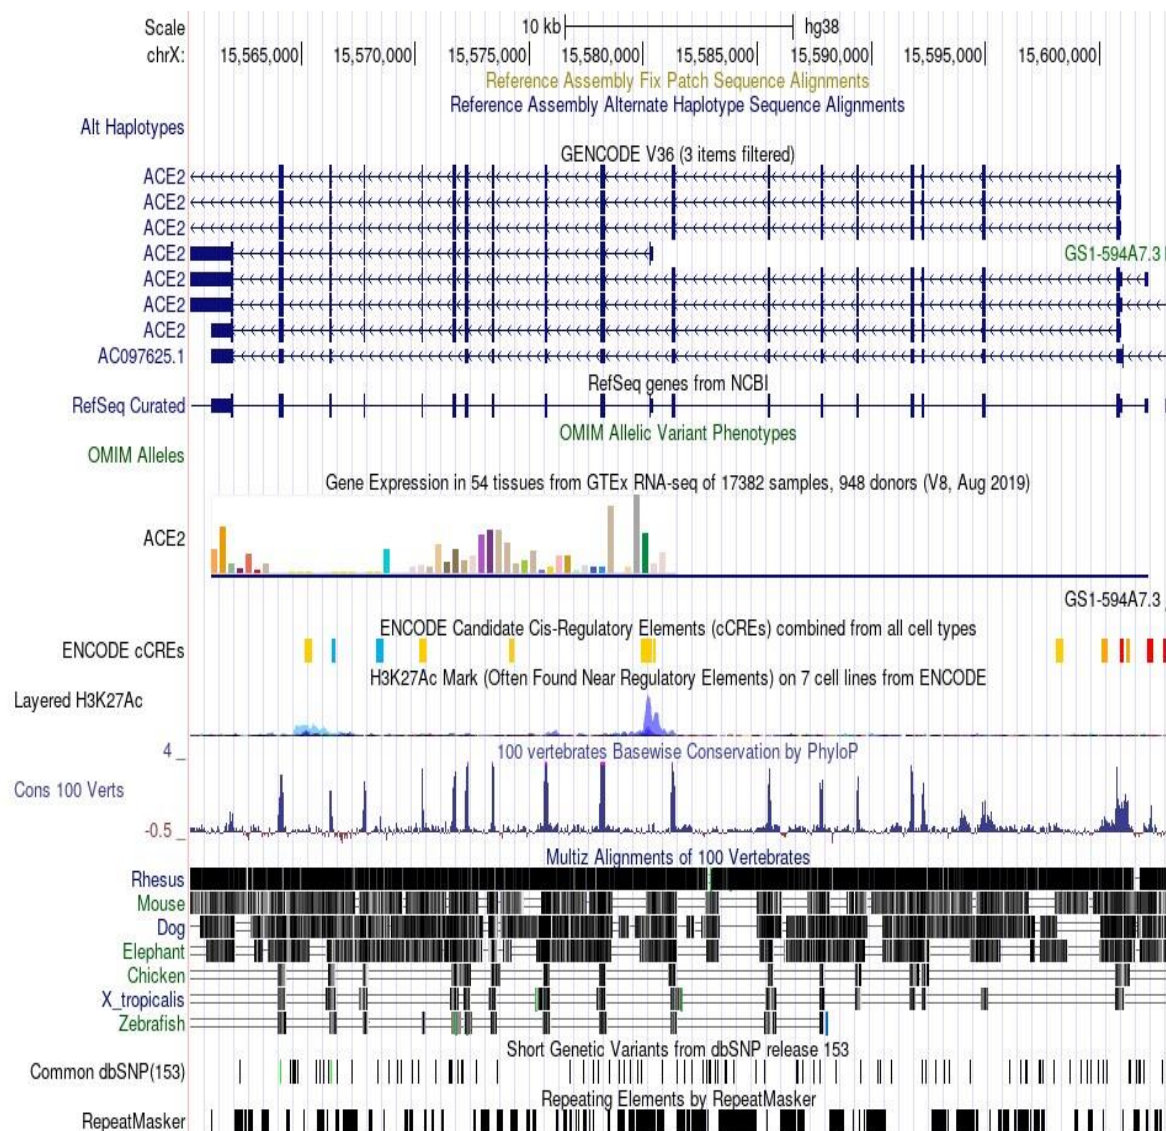 Scale 10 kb hg38
chrX: 15,565,000 15,570,000 15,575,000 15,580,000 15,585,000 15,590,000 15,595,000 15,600,000
Reference Assembly Fix Patch Sequence Alignments
Reference Assembly Alternate Haplotype Sequence Alignments
Alt Haplotypes
GENCODE V36 (3 items filtered)
ACE2
ACE2
ACE2
ACE2 GS1-594A7.3
ACE2
ACE2
ACE2
AC097625.1
RefSeq genes from NCBI
RefSeq Curated
OMIM Allelic Variant Phenotypes
OMIM Alleles
Gene Expression in 54 tissues from GTEx RNA-seq of 17382 samples, 948 donors (V8, Aug 2019)
ACE2
GS1-594A7.3
ENCODE Candidate Cis-Regulatory Elements (cCREs) combined from all cell types
ENCODE cCREs
H3K27Ac Mark (Often Found Near Regulatory Elements) on 7 cell lines from ENCODE
Layered H3K27Ac
4 _ 100 vertebrates Basewise Conservation by PhyloP
Cons 100 Verts
-0.5 _
Multiz Alignments of 100 Vertebrates
Rhesus
Mouse
Dog
Elephant
Chicken
X_tropicalis
Zebrafish
Short Genetic Variants from dbSNP release 153
Common dbSNP(153)
Repeating Elements by RepeatMasker
RepeatMasker